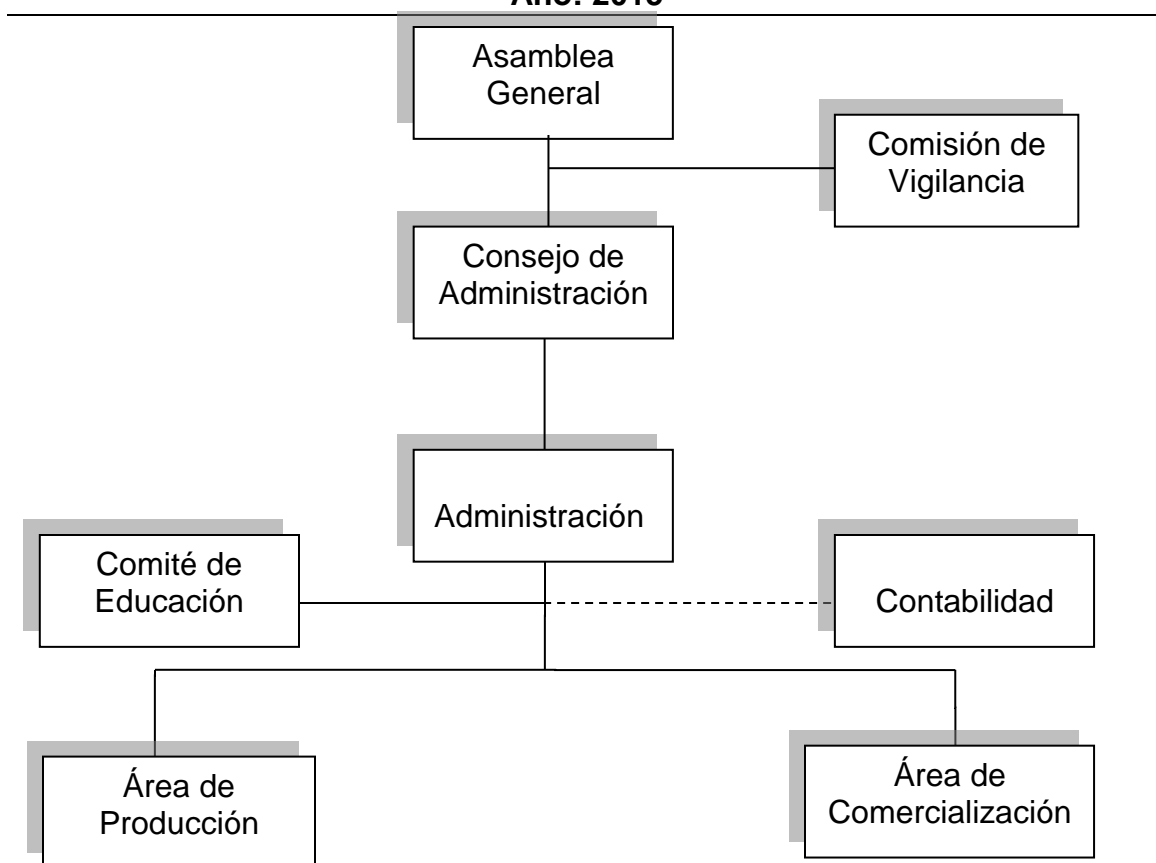 Asamblea
General
Comisión de
Vigilancia
Consejo de
Administración
Administración
Comité de
Educación
Contabilidad
Área de
Producción
Área de
Comercialización